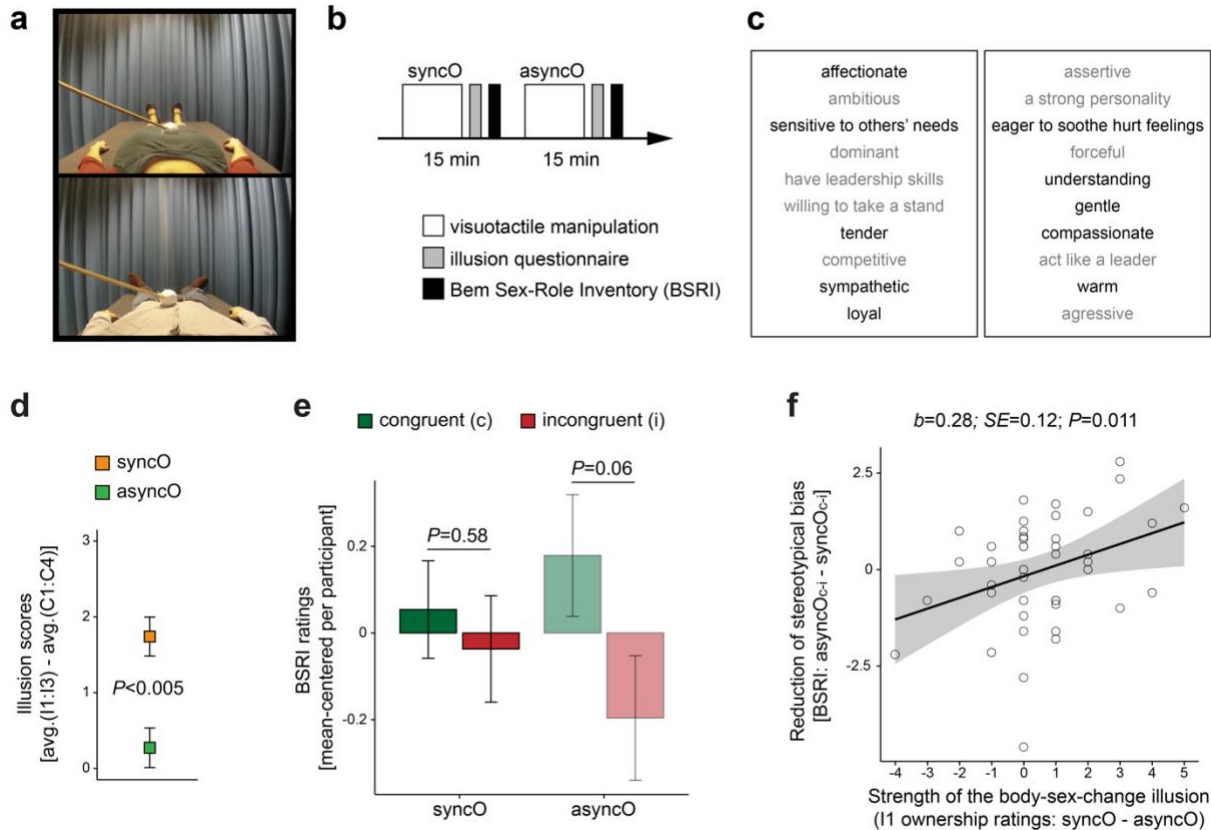 a
b
syncO
asyncO
15 min
15 min
visuotactile manipulation
illusion questionnaire
Bem Sex-Role Inventory (BSRI)
c
affectionate
ambitious
sensitive to others' needs
dominant
have leadership skills
willing to take a stand
tender
competitive
sympathetic
loyal
assertive
a strong personality
eager to soothe hurt feelings
forceful
understanding
gentle
compassionate
act like a leader
warm
agressive
d
syncO
asyncO
Illusion scores
[avg.(I1:I3) - avg.(C1:C4)]
3
2
1
0
P<0.005
e
congruent (c)
incongruent (i)
BSRI ratings
[mean-centered per participant]
0.2
0
-0.2
P=0.58
P=0.06
syncO
asyncO
f
b=0.28; SE=0.12; P=0.011
Reduction of stereotypical bias
[BSRI: asyncOc-i - syncOc-i]
2.5
0
-2.5
-4 -3 -2 -1 0 1 2 3 4 5
Strength of the body-sex-change illusion
(I1 ownership ratings: syncO - asyncO)